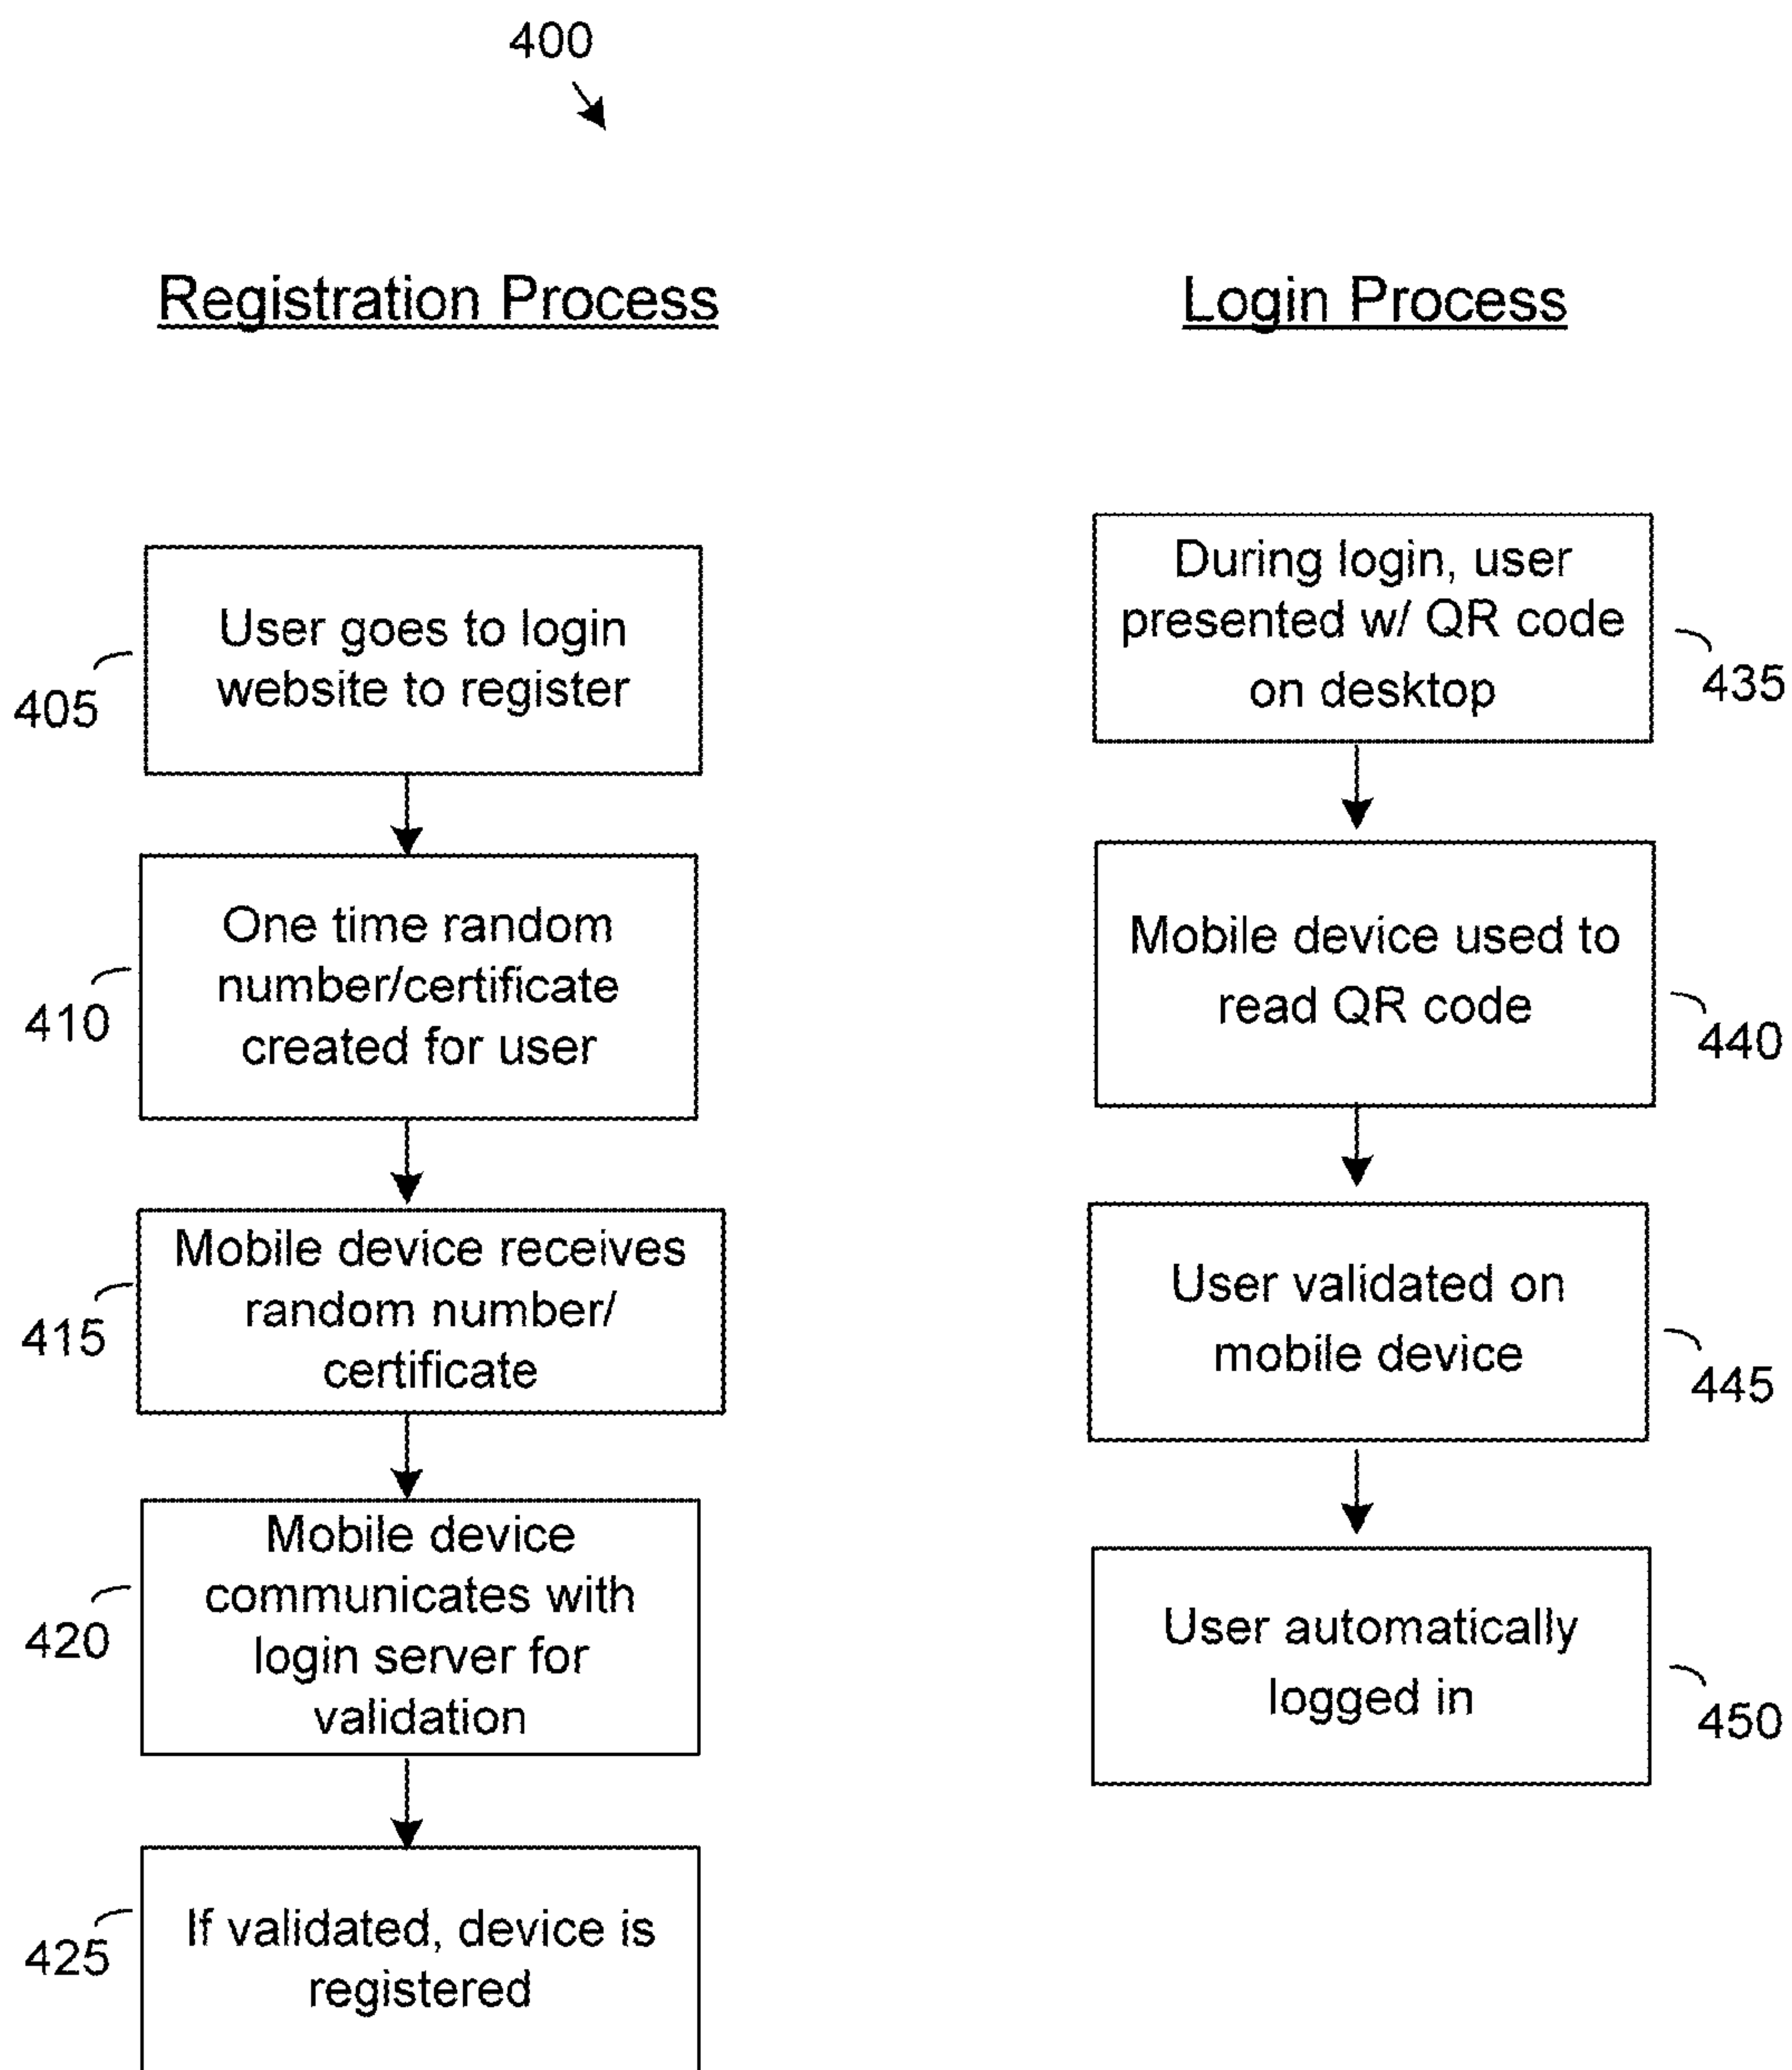 400
Registration Process
User goes to login
website to register
405
One time random
number/certificate
created for user
410
Mobile device receives
random number/
certificate
415
Mobile device
communicates with
login server for
validation
420
If validated, device is
registered
425
Login Process
During login, user
presented w/ QR code
on desktop
435
Mobile device used to
read QR code
440
User validated on
mobile device
445
User automatically
logged in
450